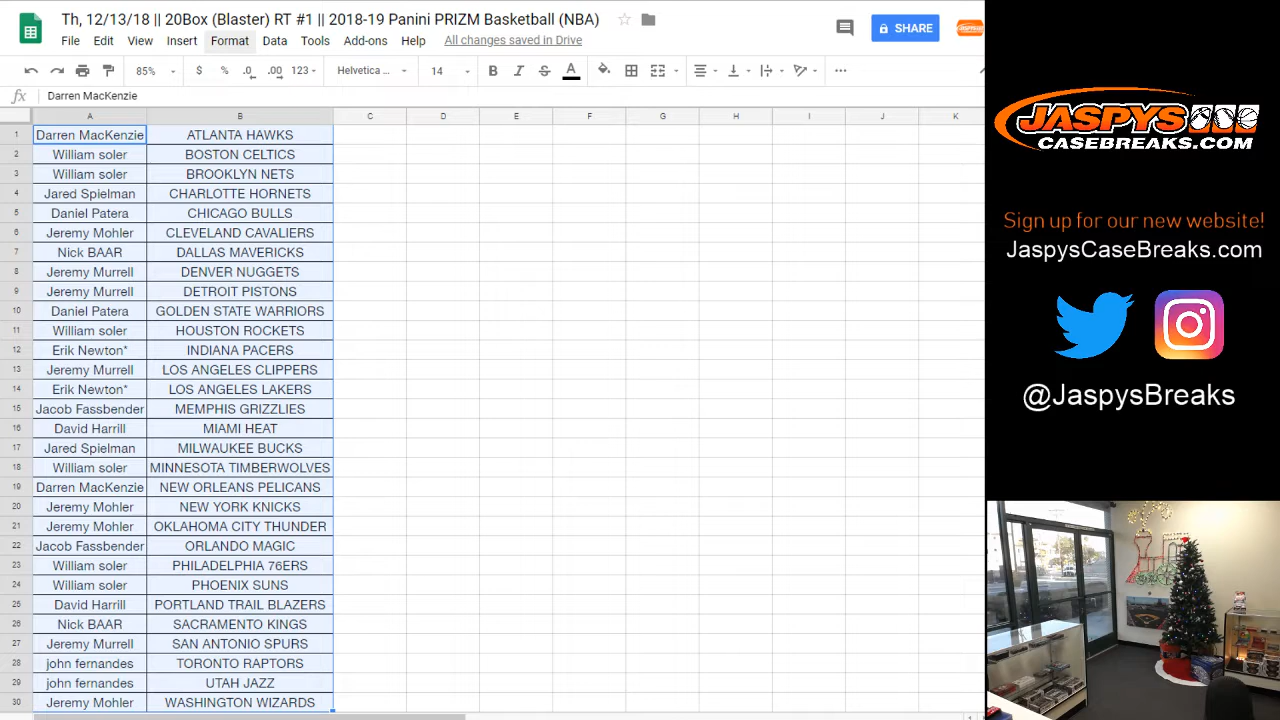 Th, 12/13/18 || 20Box (Blaster) RT #1 || 2018-19 Panini PRIZM Basketball (NBA)
File Edit View Insert Format Data Tools Add-ons Help All changes saved in Drive
SHARE
85% $ % .0 .00 123 Helvetica ... 14 B I S A
fx Darren MacKenzie
A B C D E F G H I J K
1 Darren MacKenzie ATLANTA HAWKS
2 William soler BOSTON CELTICS
3 William soler BROOKLYN NETS
4 Jared Spielman CHARLOTTE HORNETS
5 Daniel Patera CHICAGO BULLS
6 Jeremy Mohler CLEVELAND CAVALIERS
7 Nick BAAR DALLAS MAVERICKS
8 Jeremy Murrell DENVER NUGGETS
9 Jeremy Murrell DETROIT PISTONS
10 Daniel Patera GOLDEN STATE WARRIORS
11 William soler HOUSTON ROCKETS
12 Erik Newton* INDIANA PACERS
13 Jeremy Murrell LOS ANGELES CLIPPERS
14 Erik Newton* LOS ANGELES LAKERS
15 Jacob Fassbender MEMPHIS GRIZZLIES
16 David Harrill MIAMI HEAT
17 Jared Spielman MILWAUKEE BUCKS
18 William soler MINNESOTA TIMBERWOLVES
19 Darren MacKenzie NEW ORLEANS PELICANS
20 Jeremy Mohler NEW YORK KNICKS
21 Jeremy Mohler OKLAHOMA CITY THUNDER
22 Jacob Fassbender ORLANDO MAGIC
23 William soler PHILADELPHIA 76ERS
24 William soler PHOENIX SUNS
25 David Harrill PORTLAND TRAIL BLAZERS
26 Nick BAAR SACRAMENTO KINGS
27 Jeremy Murrell SAN ANTONIO SPURS
28 john fernandes TORONTO RAPTORS
29 john fernandes UTAH JAZZ
30 Jeremy Mohler WASHINGTON WIZARDS
JASPYS
CASEBREAKS.COM
Sign up for our new website!
JaspysCaseBreaks.com
@JaspysBreaks